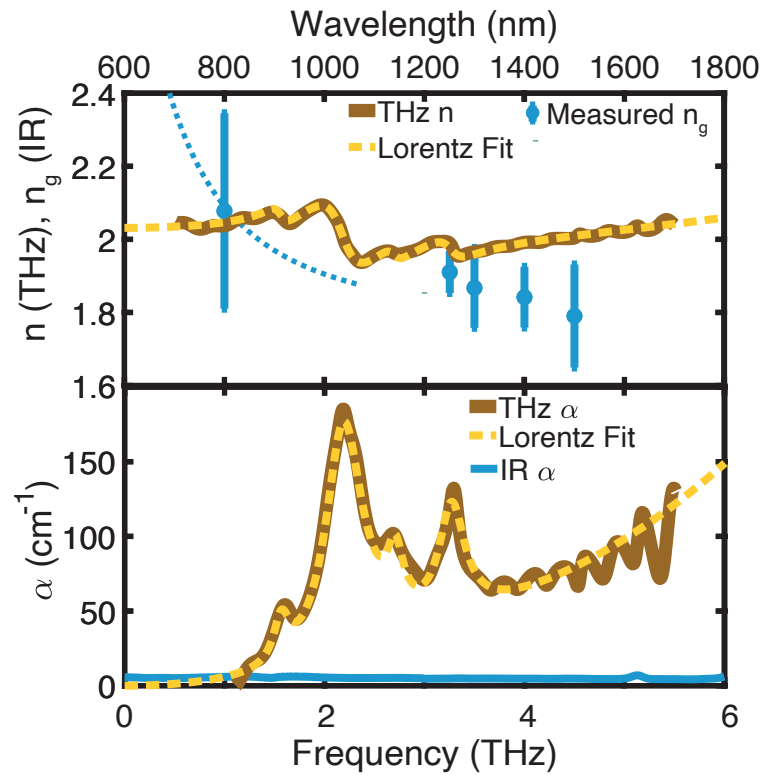 Wavelength (nm)
600 800 1000 1200 1400 1600 1800
n (THz), n_g (IR)
2.4
2.2
2
1.8
1.6
THz n
Lorentz Fit
Measured n_g
α (cm⁻¹)
150
100
50
0
THz α
Lorentz Fit
IR α
0 2 4 6
Frequency (THz)